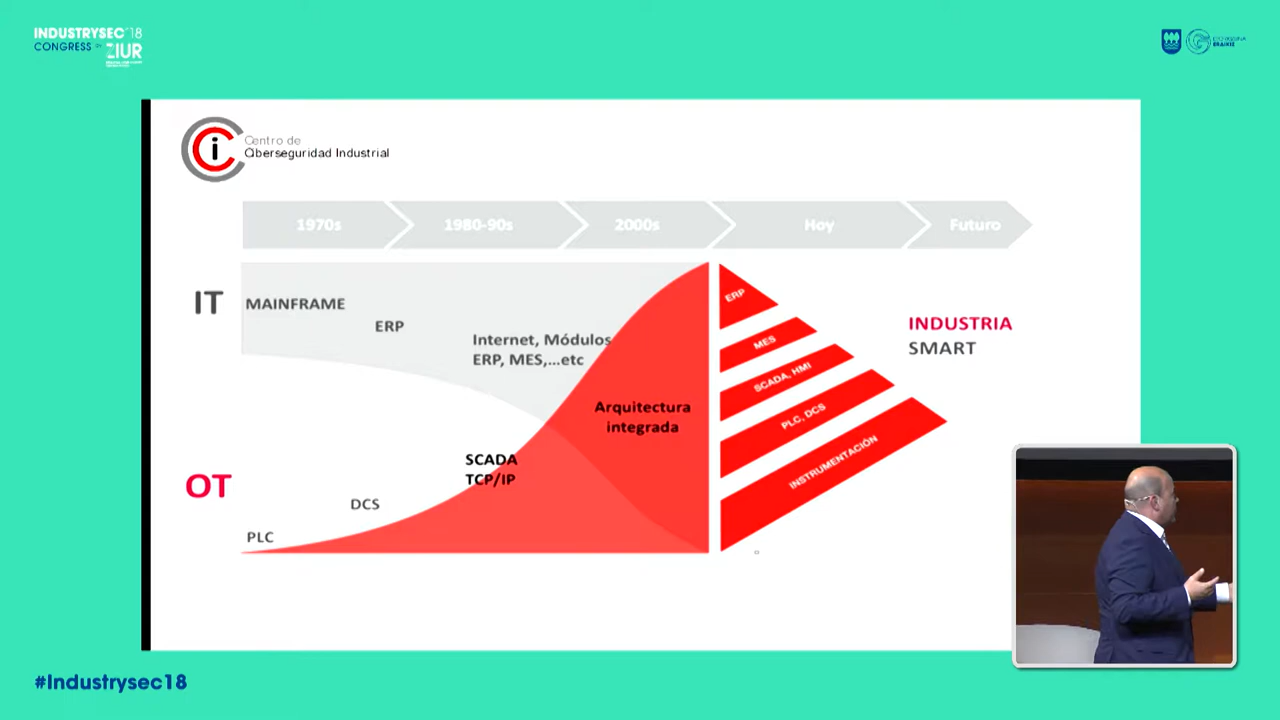 INDUSTRYSEC'18
CONGRESS BY ZIUR
Centro de
Ciberseguridad Industrial
1970s
1980-90s
2000s
Hoy
Futuro
IT
MAINFRAME
ERP
Internet, Módulos
ERP, MES,...etc
Arquitectura
integrada
SCADA
TCP/IP
OT
DCS
PLC
ERP
MES
SCADA, HMI
PLC, DCS
INSTRUMENTACIÓN
INDUSTRIA
SMART
#Industrysec18